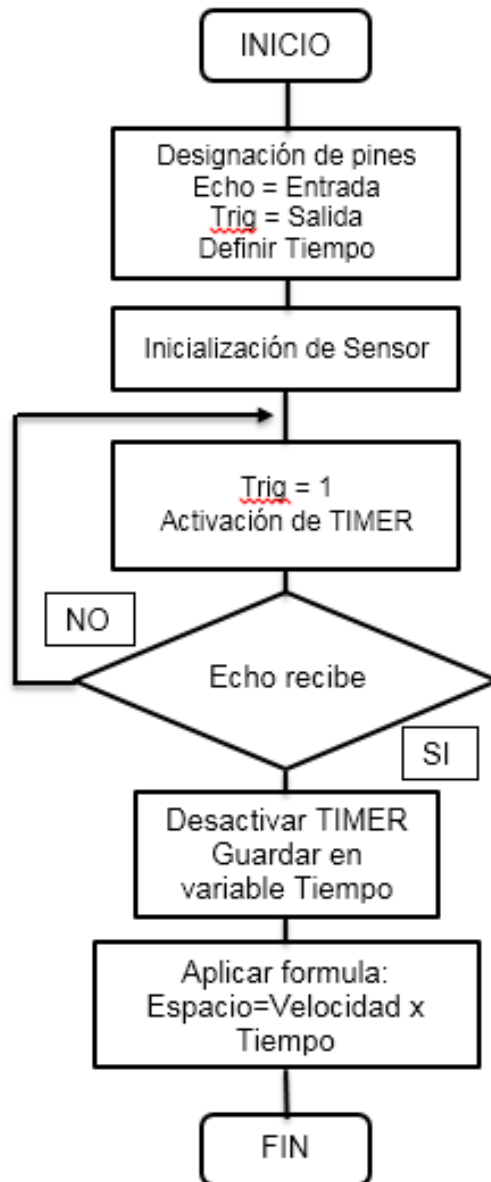 INICIO
Designación de pines
Echo = Entrada
Trig = Salida
Definir Tiempo
Inicialización de Sensor
Trig = 1
Activación de TIMER
NO
Echo recibe
SI
Desactivar TIMER
Guardar en
variable Tiempo
Aplicar formula:
Espacio=Velocidad x
Tiempo
FIN